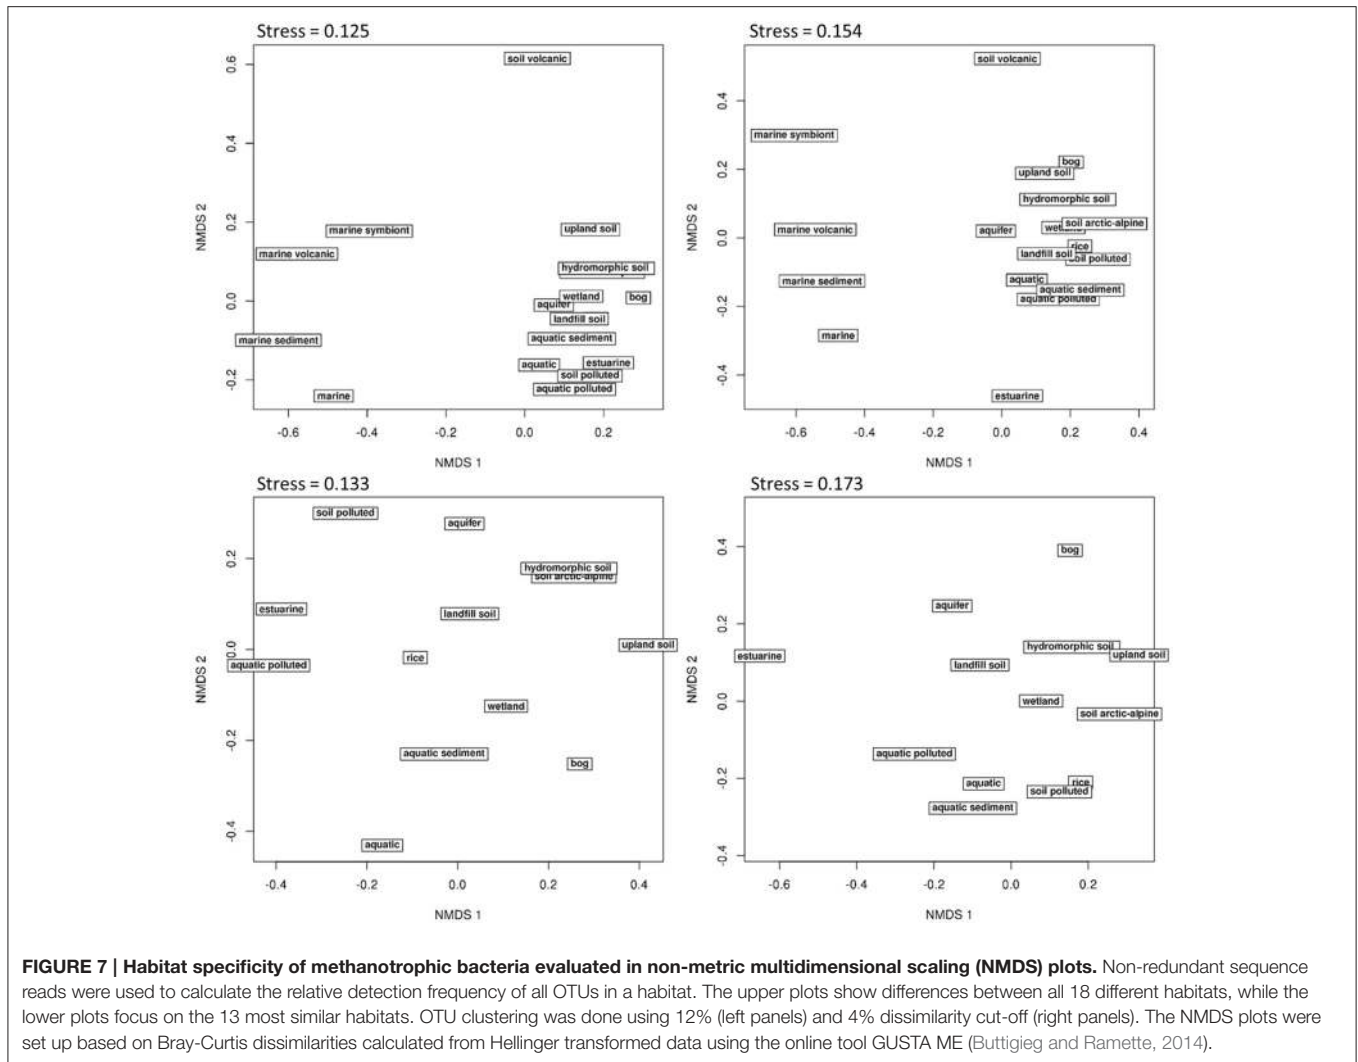 Stress = 0.125
soil volcanic
marine symbiont
upland soil
marine volcanic
hydromorphic soil
wetland
bog
aquifer
landfill soil
marine sediment
aquatic sediment
aquatic
estuarine
soil polluted
aquatic polluted
marine
0.6
0.4
0.2
0.0
-0.2
NMDS 2
-0.6
-0.4
-0.2
0.0
0.2
NMDS 1
Stress = 0.154
soil volcanic
marine symbiont
bog
upland soil
hydromorphic soil
soil arctic-alpine
marine volcanic
aquifer
rice
landfill soil
soil polluted
marine sediment
aquatic
aquatic sediment
aquatic polluted
marine
estuarine
0.4
0.2
0.0
-0.2
-0.4
NMDS 2
-0.6
-0.4
-0.2
0.0
0.2
0.4
NMDS 1
Stress = 0.133
soil polluted
aquifer
hydromorphic soil
soil arctic-alpine
estuarine
landfill soil
upland soil
rice
aquatic polluted
wetland
aquatic sediment
bog
aquatic
0.2
0.0
-0.2
-0.4
NMDS 2
-0.4
-0.2
0.0
0.2
0.4
NMDS 1
Stress = 0.173
bog
aquifer
hydromorphic soil
upland soil
estuarine
landfill soil
wetland
soil arctic-alpine
aquatic polluted
aquatic
rice
soil polluted
aquatic sediment
0.4
0.2
0.0
-0.2
-0.4
NMDS 2
-0.6
-0.4
-0.2
0.0
0.2
NMDS 1
FIGURE 7 | Habitat specificity of methanotrophic bacteria evaluated in non-metric multidimensional scaling (NMDS) plots. Non-redundant sequence
reads were used to calculate the relative detection frequency of all OTUs in a habitat. The upper plots show differences between all 18 different habitats, while the
lower plots focus on the 13 most similar habitats. OTU clustering was done using 12% (left panels) and 4% dissimilarity cut-off (right panels). The NMDS plots were
set up based on Bray-Curtis dissimilarities calculated from Hellinger transformed data using the online tool GUSTA ME (Buttigieg and Ramette, 2014).